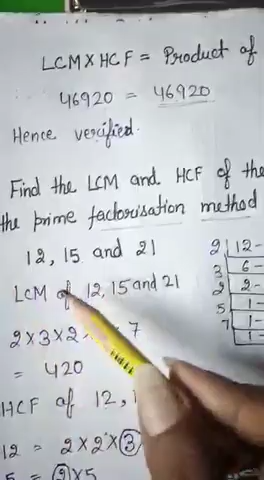 LCM X HCF = Product of
46920 = 46920
Hence verified.
Find the LCM and HCF of the
the prime factorisation method
12, 15 and 21
LCM of 12, 15 and 21
2 X 3 X 2 7
= 420
HCF of 12,
12 = 2 X 2 X 3
= 3 X 5
2 12 -
3 6 -
2 2 -
5 1 -
7 1 -
1 -